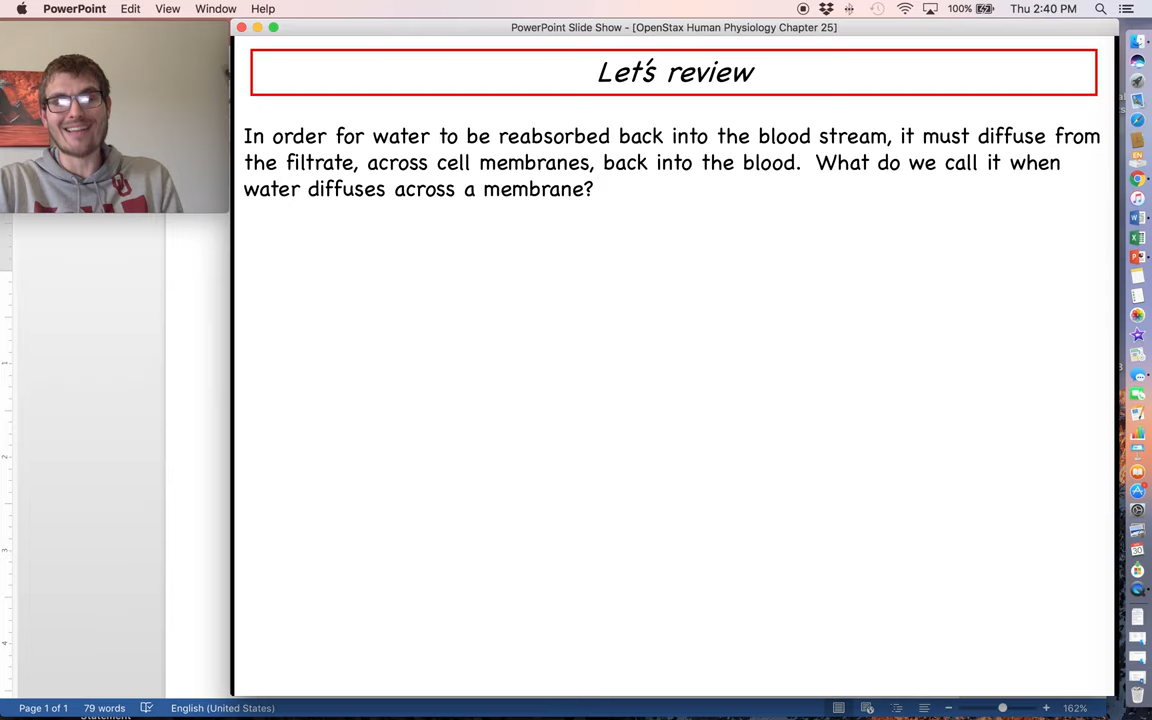 PowerPoint Edit View Window Help
100% Thu 2:40 PM
PowerPoint Slide Show - [OpenStax Human Physiology Chapter 25]
Let's review
In order for water to be reabsorbed back into the blood stream, it must diffuse from
the filtrate, across cell membranes, back into the blood. What do we call it when
water diffuses across a membrane?
Page 1 of 1 79 words English (United States) 162%